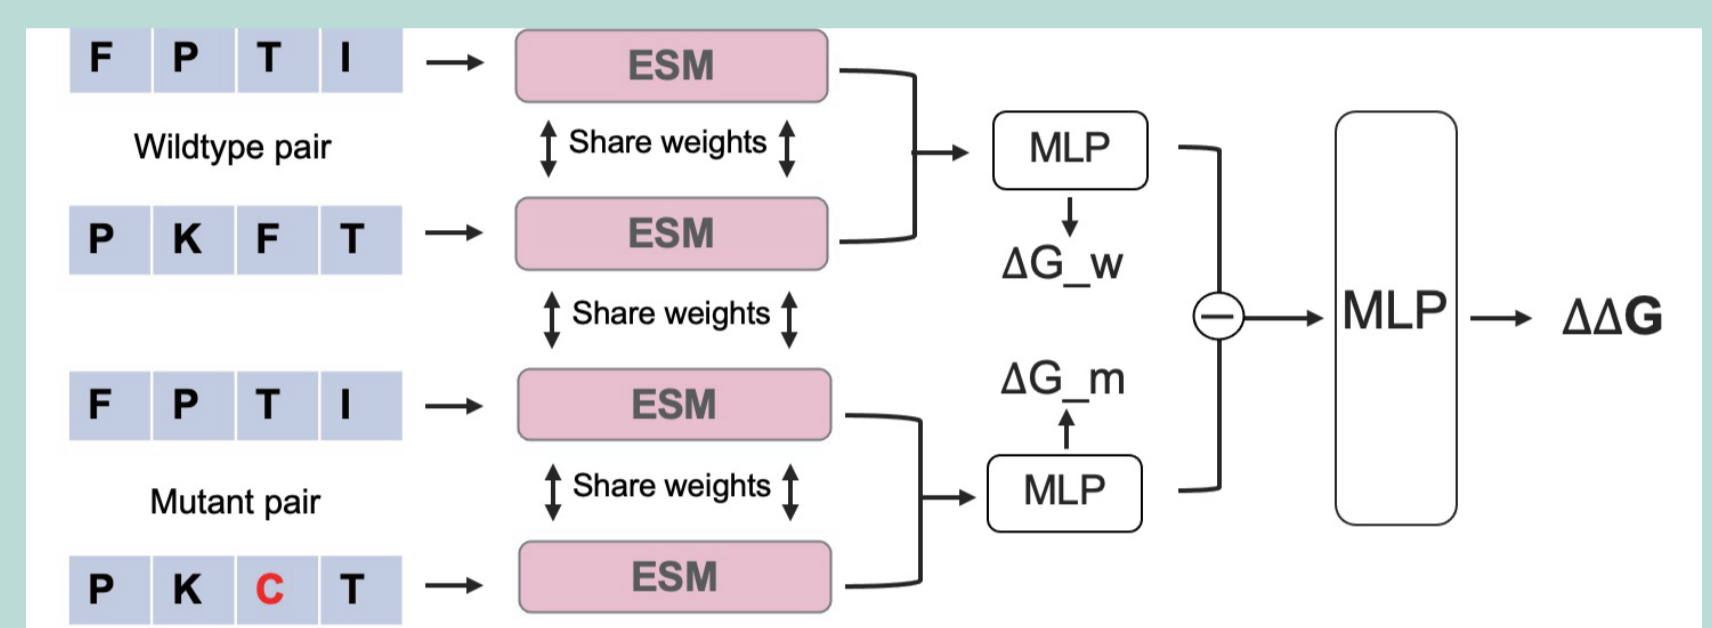 F P T I
ESM
Wildtype pair
Share weights
MLP
P K F T
ESM
ΔG_w
Share weights
MLP
ΔΔG
ΔG_m
F P T I
ESM
Mutant pair
Share weights
MLP
P K C T
ESM